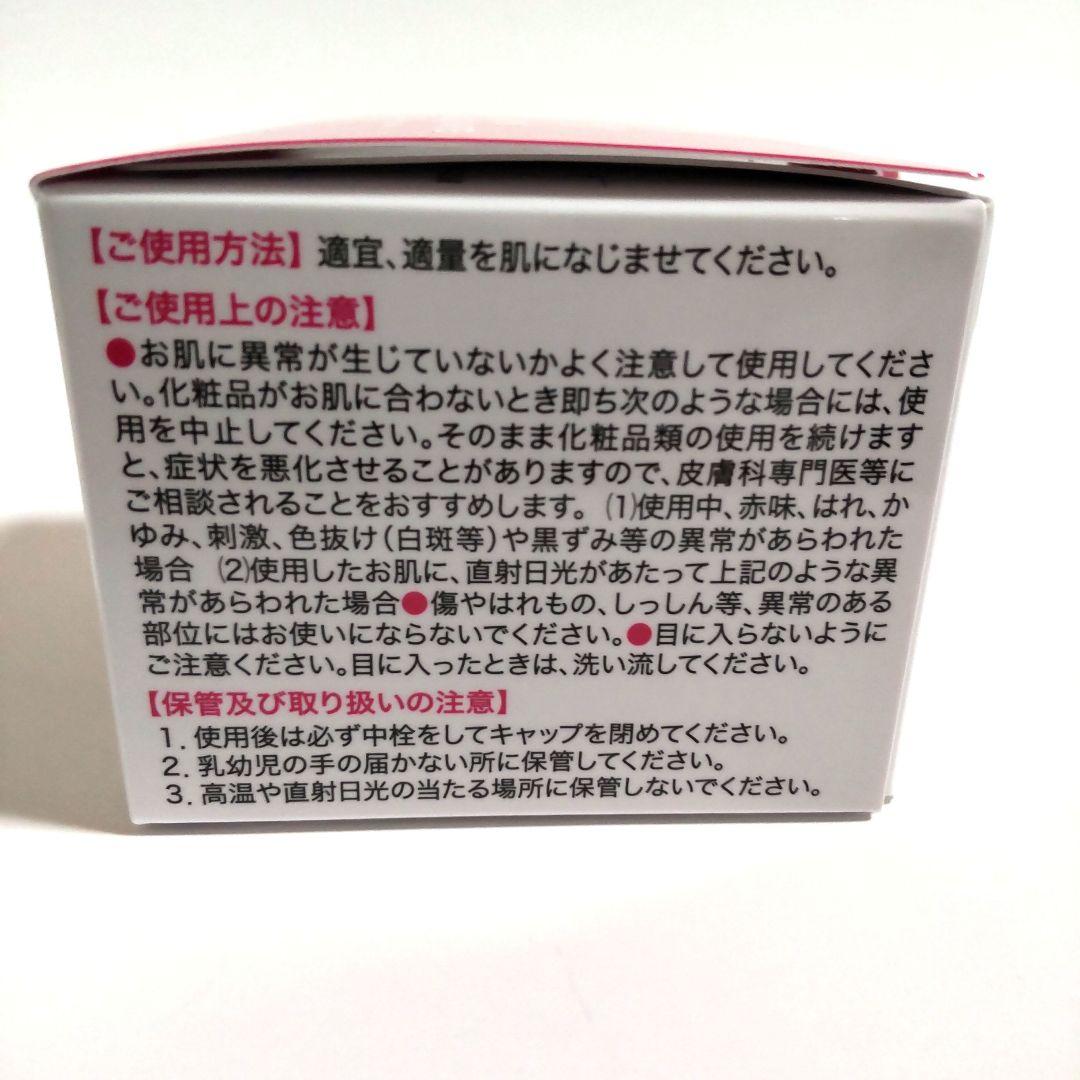 【ご使用方法】適宜、適量を肌になじませてください。
【ご使用上の注意】
●お肌に異常が生じていないかよく注意して使用してくださ
い。化粧品がお肌に合わないとき即ち次のような場合には、使
用を中止してください。そのまま化粧品類の使用を続けます
と、症状を悪化させることがありますので、皮膚科専門医等に
ご相談されることをおすすめします。⑴使用中、赤味、はれ、か
ゆみ、刺激、色抜け（白斑等）や黒ずみ等の異常があらわれた
場合　⑵使用したお肌に、直射日光があたって上記のような異
常があらわれた場合●傷やはれもの、しっしん等、異常のある
部位にはお使いにならないでください。●目に入らないように
ご注意ください。目に入ったときは、洗い流してください。
【保管及び取り扱いの注意】
1. 使用後は必ず中栓をしてキャップを閉めてください。
2. 乳幼児の手の届かない所に保管してください。
3. 高温や直射日光の当たる場所に保管しないでください。